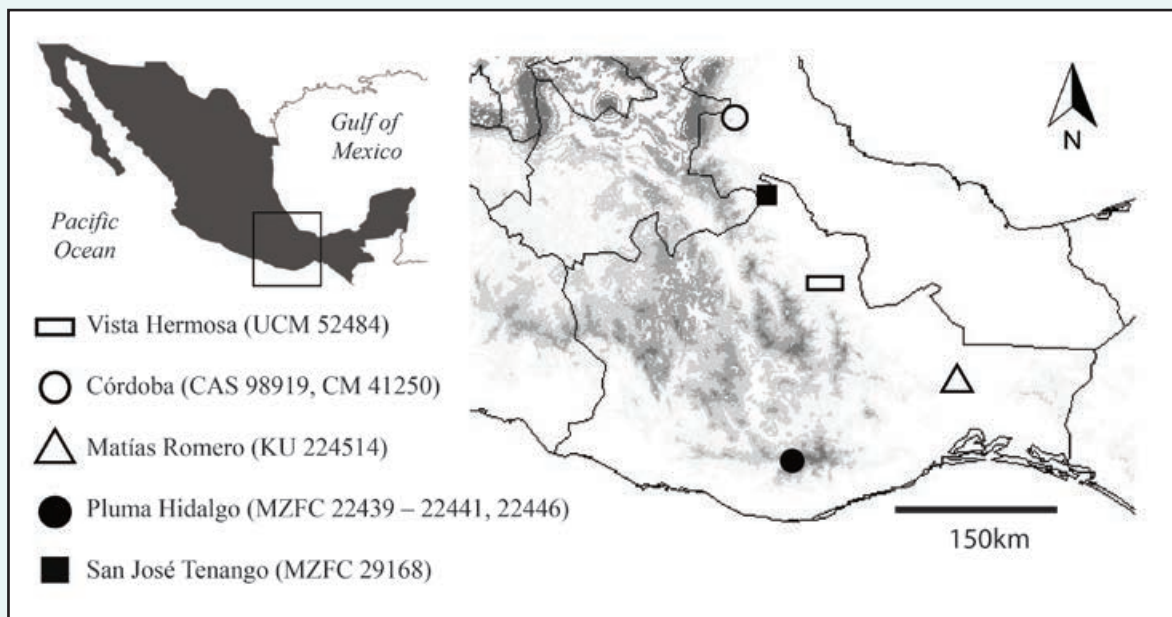 Gulf of
Mexico
Pacific
Ocean
N
Vista Hermosa (UCM 52484)
Córdoba (CAS 98919, CM 41250)
Matías Romero (KU 224514)
Pluma Hidalgo (MZFC 22439 – 22441, 22446)
San José Tenango (MZFC 29168)
150km